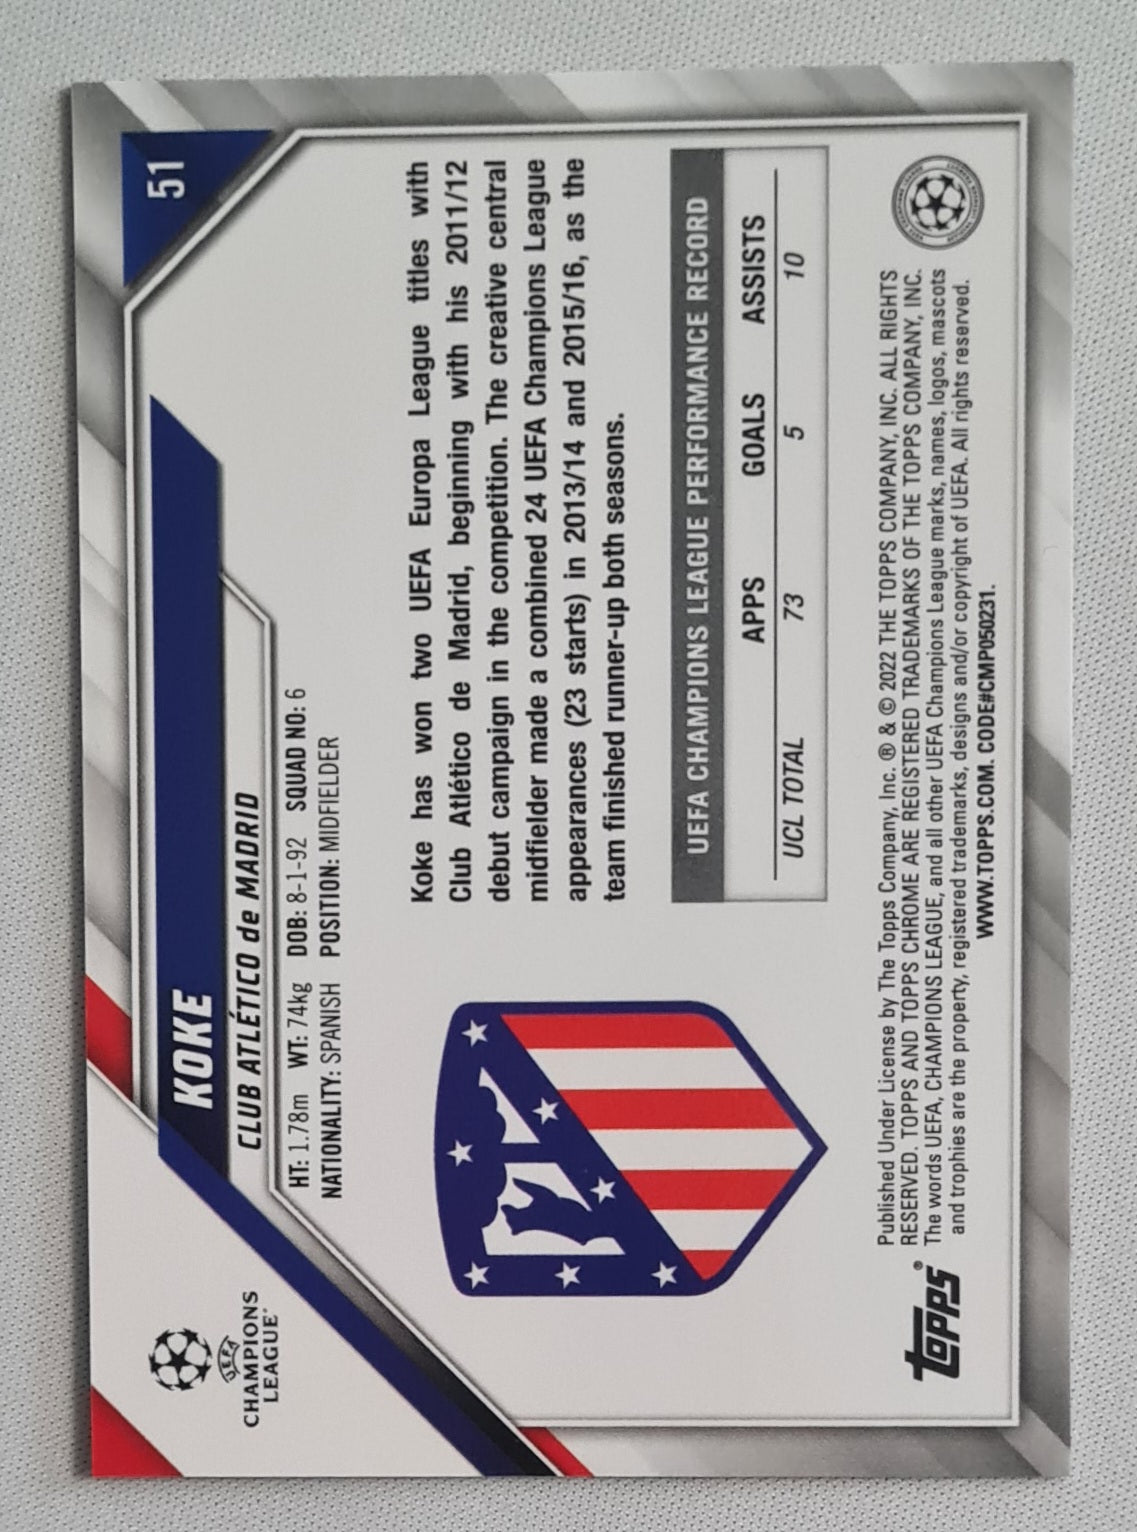 UEFA
CHAMPIONS
LEAGUE
KOKE
51
CLUB ATLÉTICO de MADRID
HT: 1.78m WT: 74kg DOB: 8-1-92 SQUAD NO: 6
NATIONALITY: SPANISH POSITION: MIDFIELDER
Koke has won two UEFA Europa League titles with
Club Atlético de Madrid, beginning with his 2011/12
debut campaign in the competition. The creative central
midfielder made a combined 24 UEFA Champions League
appearances (23 starts) in 2013/14 and 2015/16, as the
team finished runner-up both seasons.
UEFA CHAMPIONS LEAGUE PERFORMANCE RECORD
APPS GOALS ASSISTS
UCL TOTAL 73 5 10
Topps®
Published Under License by The Topps Company, Inc. ® & © 2022 THE TOPPS COMPANY, INC. ALL RIGHTS
RESERVED. TOPPS AND TOPPS CHROME ARE REGISTERED TRADEMARKS OF THE TOPPS COMPANY, INC.
The words UEFA, CHAMPIONS LEAGUE, and all other UEFA Champions League marks, names, logos, mascots
and trophies are the property, registered trademarks, designs and/or copyright of UEFA. All rights reserved.
WWW.TOPPS.COM. CODE#CMP050231.